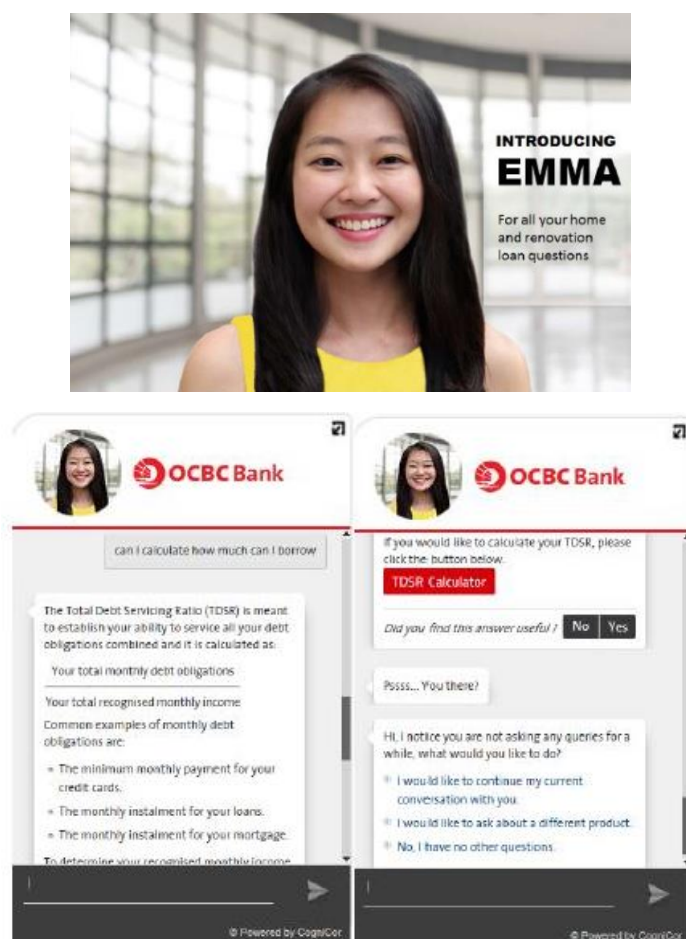 INTRODUCING
EMMA
For all your home
and renovation
loan questions
OCBC Bank
can I calculate how much can I borrow
The Total Debt Servicing Ratio (TDSR) is meant
to establish your ability to service all your debt
obligations combined and it is calculated as:
Your total monthly debt obligations
Your total recognised monthly income
Common examples of monthly debt
obligations are:
The minimum monthly payment for your
credit cards.
The monthly instalment for your loans.
The monthly instalment for your mortgage.
To determine your recognised monthly income
© Powered by CogniCor
OCBC Bank
If you would like to calculate your TDSR, please
click the button below.
TDSR Calculator
Did you find this answer useful ? No Yes
Pssss... You there?
Hi, I notice you are not asking any queries for a
while, what would you like to do?
I would like to continue my current
conversation with you.
I would like to ask about a different product.
No, I have no other questions.
© Powered by CogniCor